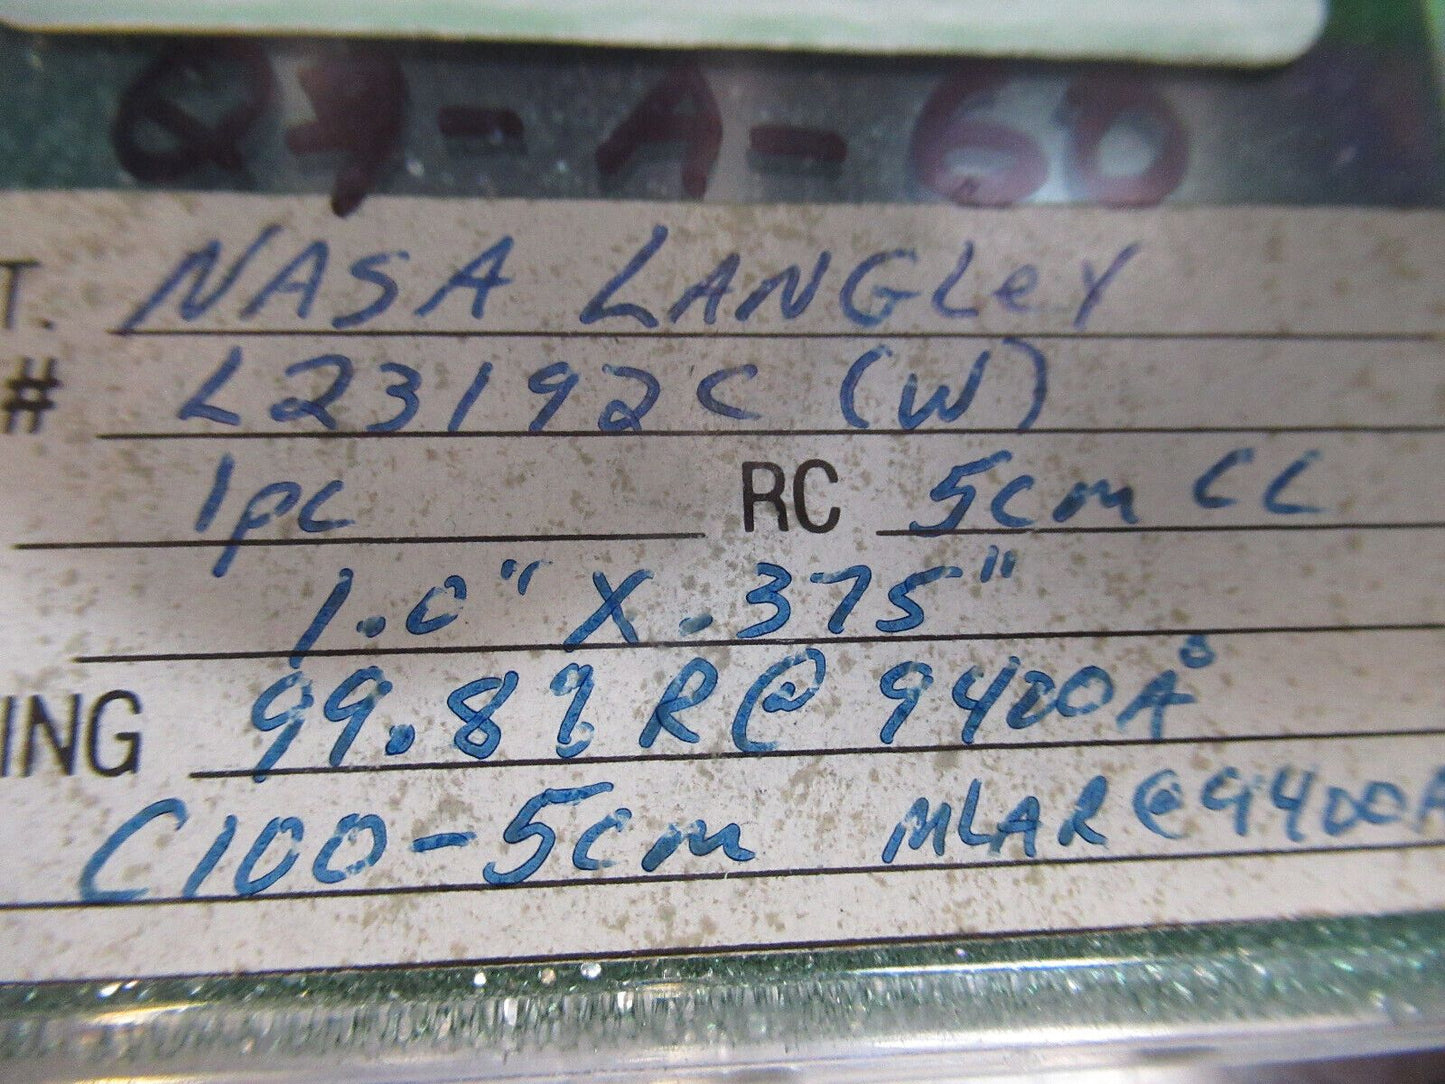 Q7-A-60
T. NASA LANGLeY
# L23192C (W)
1pc RC 5cm CC
1.0" X .375"
ING 99.8% R @ 9400A°
C100-5cm MLAR @ 9400A